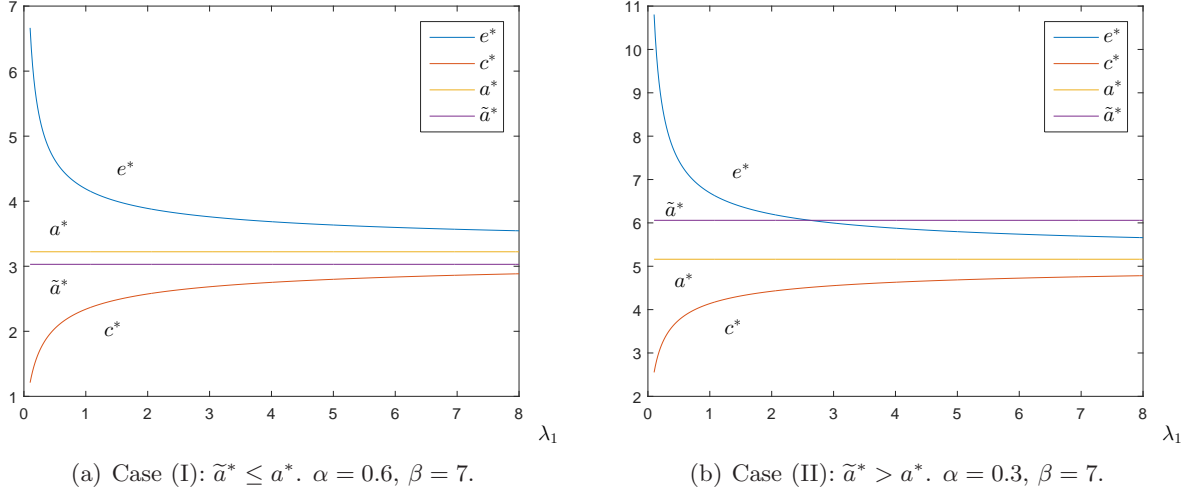 7
6
5
4
3
2
1
0 1 2 3 4 5 6 7 8
λ₁
e*
c*
a*
ã*
e*
a*
ã*
c*
(a) Case (I): ã* ≤ a*. α = 0.6, β = 7.
11
10
9
8
7
6
5
4
3
2
0 1 2 3 4 5 6 7 8
λ₁
e*
c*
a*
ã*
e*
ã*
a*
c*
(b) Case (II): ã* > a*. α = 0.3, β = 7.